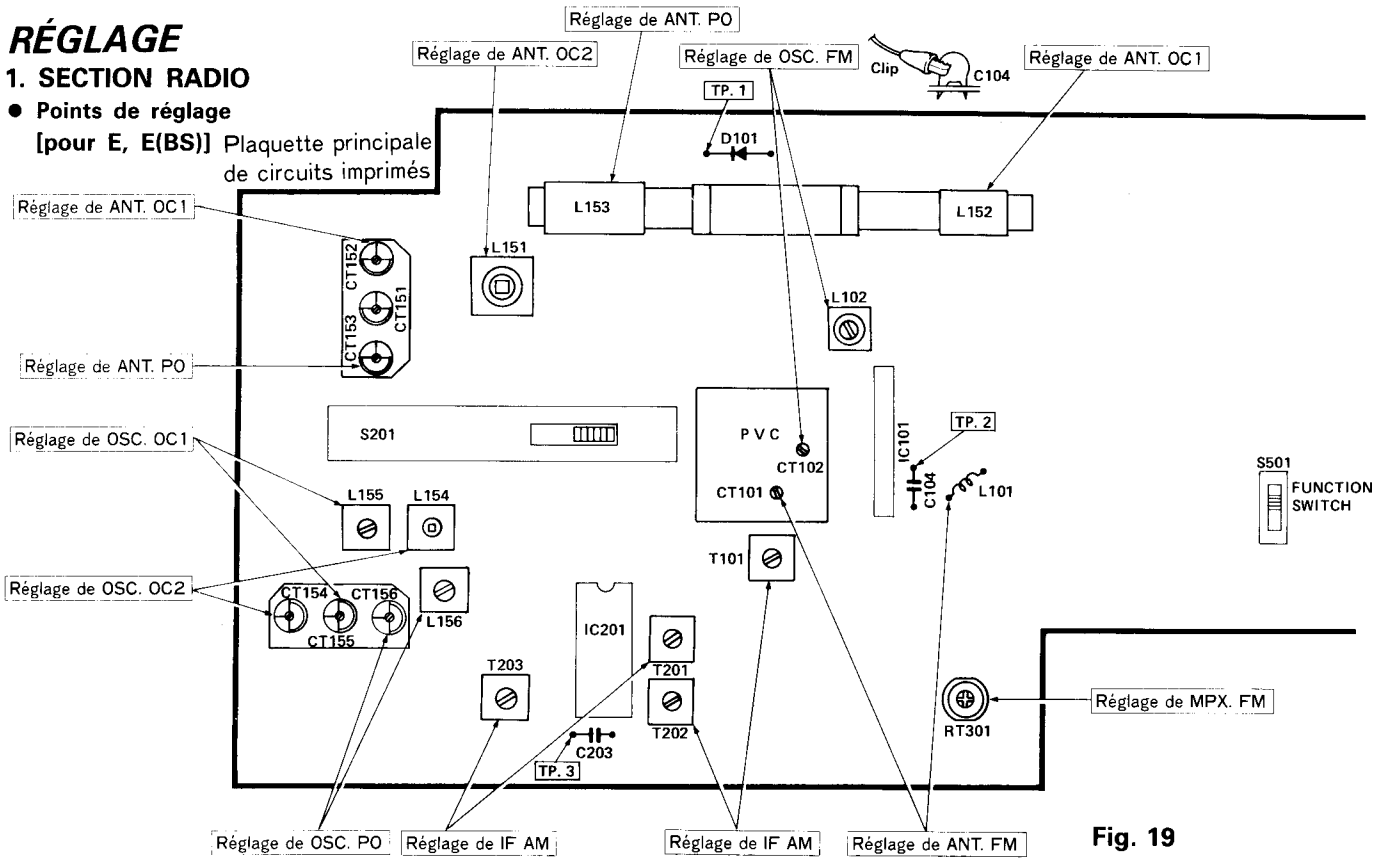 RÉGLAGE
1. SECTION RADIO
● Points de réglage
[pour E, E(BS)] Plaquette principale
de circuits imprimés
Réglage de ANT. PO
Réglage de ANT. OC2
Réglage de OSC. FM
Clip
C104
Réglage de ANT. OC1
TP. 1
D101
L153
L152
Réglage de ANT. OC1
CT152
CT151
CT153
L151
L102
Réglage de ANT. PO
S201
PVC
CT102
CT101
IC101
TP. 2
C104
L101
S501
FUNCTION
SWITCH
Réglage de OSC. OC1
L155
L154
T101
Réglage de OSC. OC2
CT154
CT156
CT155
L156
IC201
T201
T203
T202
RT301
Réglage de MPX. FM
C203
TP. 3
Réglage de OSC. PO
Réglage de IF AM
Réglage de IF AM
Réglage de ANT. FM
Fig. 19